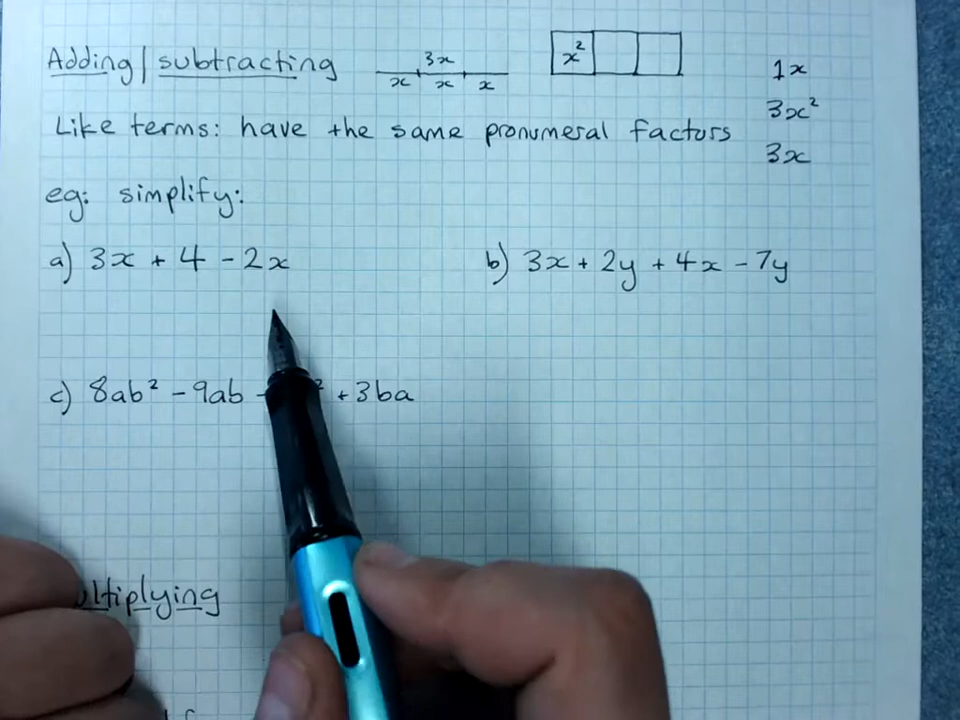 Adding/subtracting
3x
x x x
x²
1x
3x²
3x
Like terms: have the same pronumeral factors
eg: simplify:
a) 3x + 4 - 2x
b) 3x + 2y + 4x - 7y
c) 8ab² - 9ab - ² + 3ba